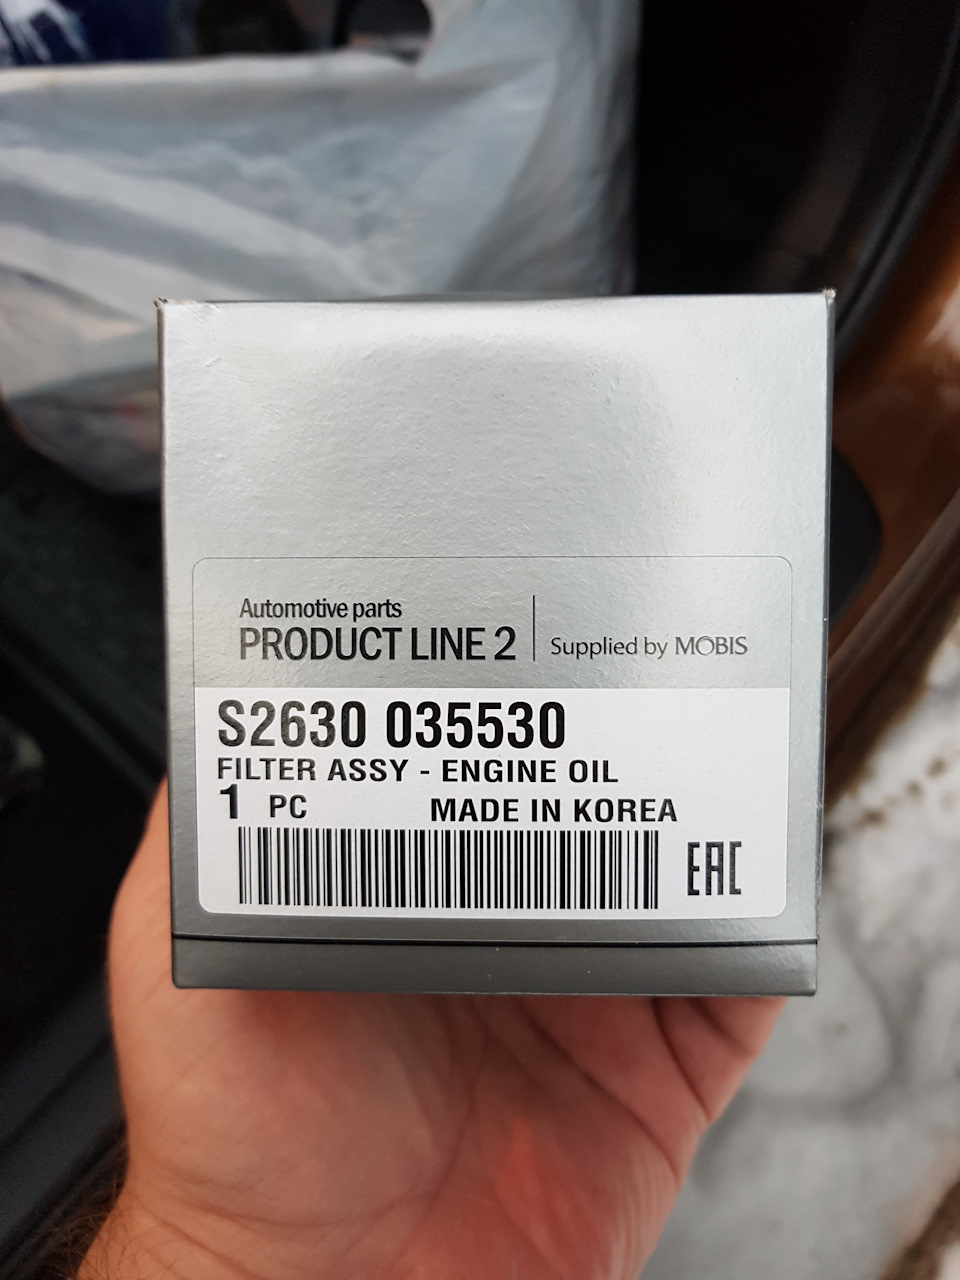 Automotive parts
PRODUCT LINE 2
Supplied by MOBIS
S2630 035530
FILTER ASSY - ENGINE OIL
1 PC MADE IN KOREA
EAC